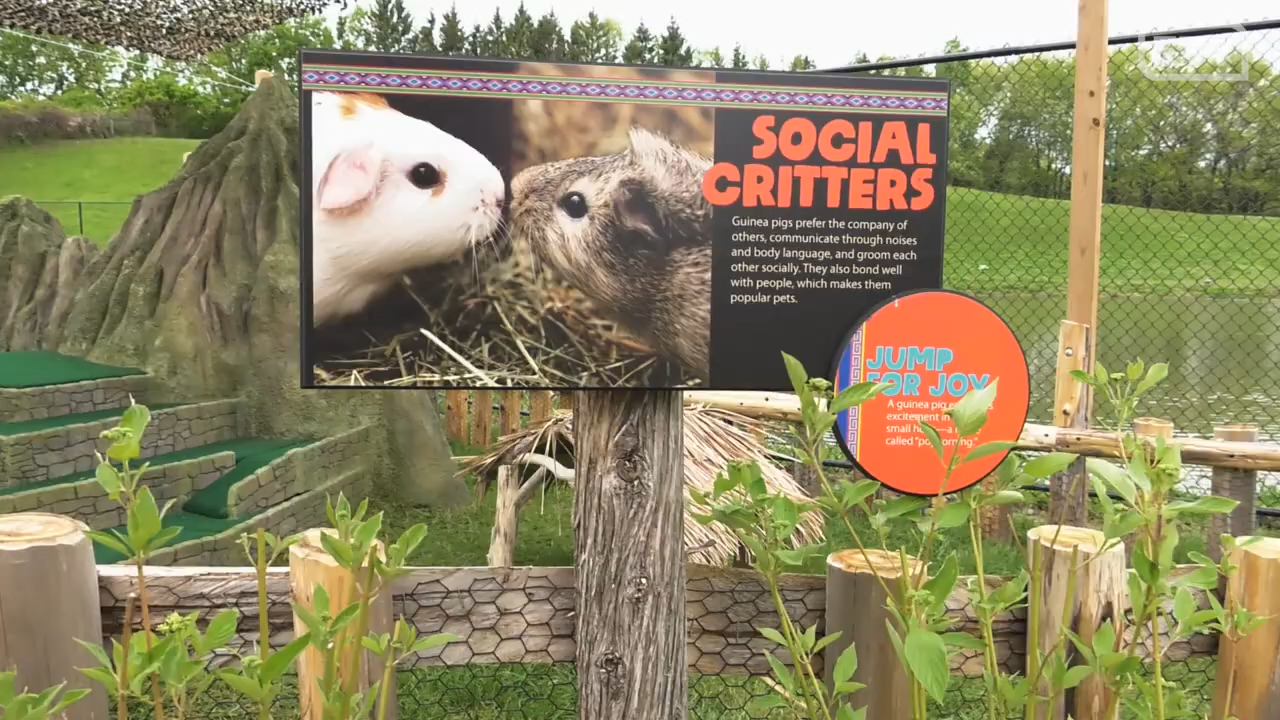 SOCIAL
CRITTERS
Guinea pigs prefer the company of
others, communicate through noises
and body language, and groom each
other socially. They also bond well
with people, which makes them
popular pets.
JUMP
FOR JOY
A guinea pig
excitement in
small
called